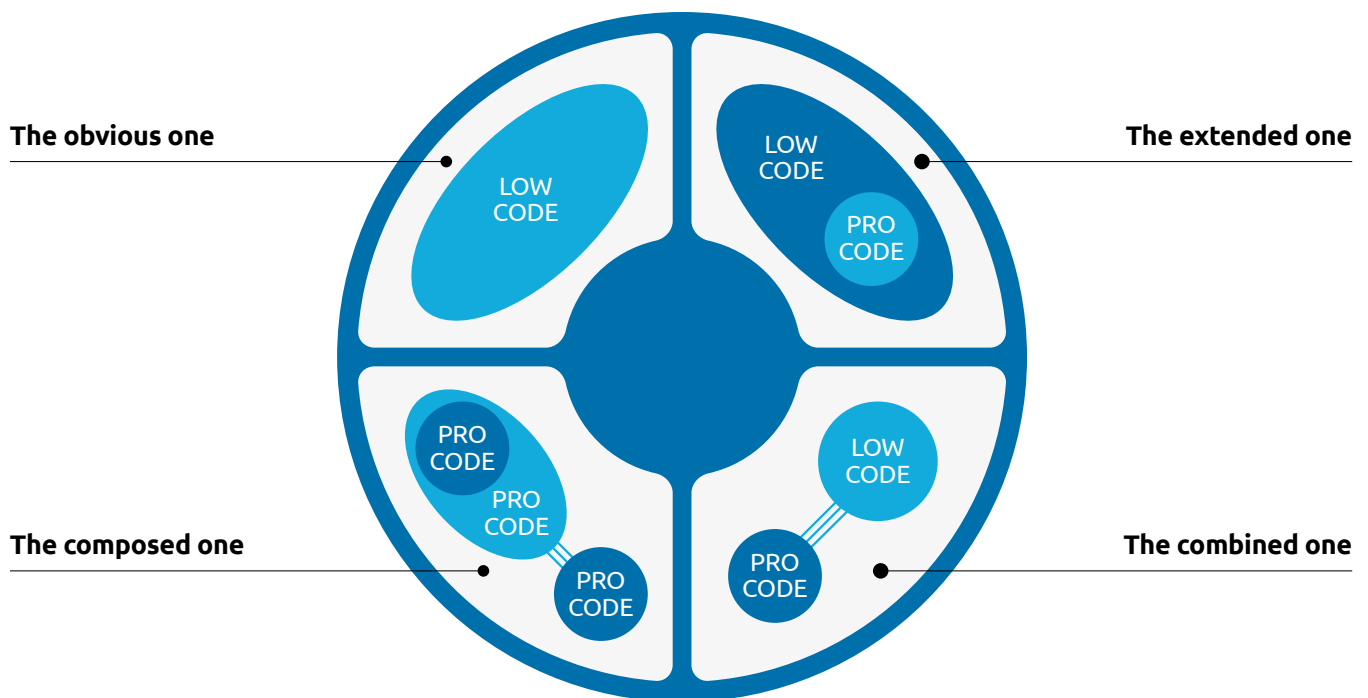 The obvious one
The extended one
LOW
CODE
LOW
CODE
PRO
CODE
PRO
CODE
PRO
CODE
PRO
CODE
LOW
CODE
PRO
CODE
The composed one
The combined one